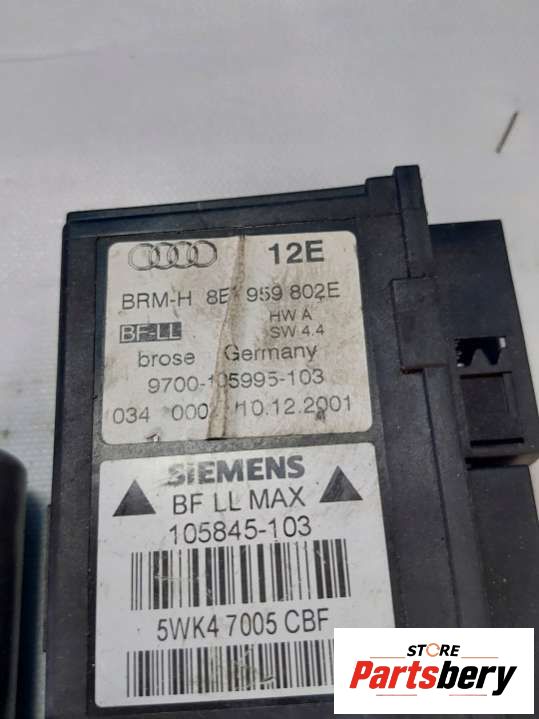 12E
BRM-H 8E 959 802E
HW A
BF-LL SW 4.4
brose Germany
9700-105995-103
034 000 10.12.2001
SIEMENS
BF LL MAX
105845-103
5WK4 7005 CBF
STORE
Partsbery